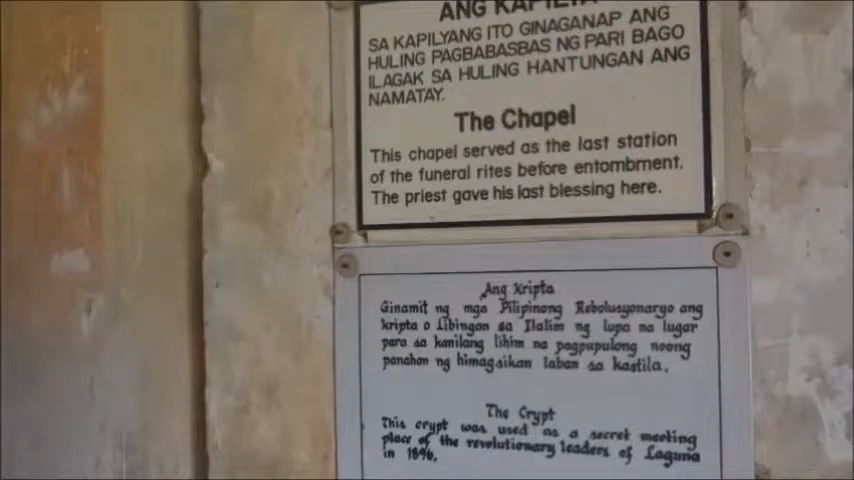 ANG KAPILYA
SA KAPILYANG ITO GINAGANAP ANG
HULING PAGBABASBAS NG PARI BAGO
ILAGAK SA HULING HANTUNGAN ANG
NAMATAY.
The Chapel
This chapel served as the last station
of the funeral rites before entombment.
The priest gave his last blessing here.
Ang Kripta
Ginamit ng mga Pilipinong Rebolusyonaryo ang
kripta o Libingan sa Ilalim ng lupa na lugar
para sa kanilang lihim na pagpupulong noong
panahon ng himagsikan laban sa kastila.
The Crypt
This crypt was used as a secret meeting
place of the revolutionary leaders of Laguna
in 1896.